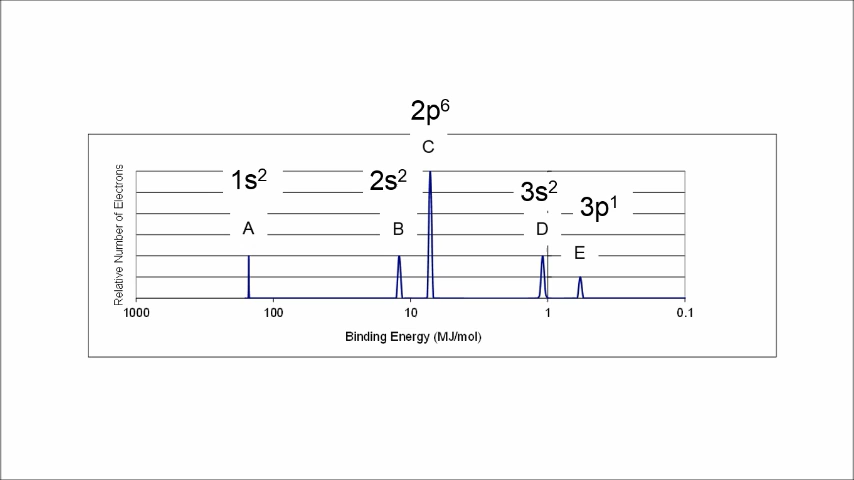 2p⁶
C
1s²
2s²
3s²
3p¹
A
B
D
E
Relative Number of Electrons
1000
100
10
1
0.1
Binding Energy (MJ/mol)